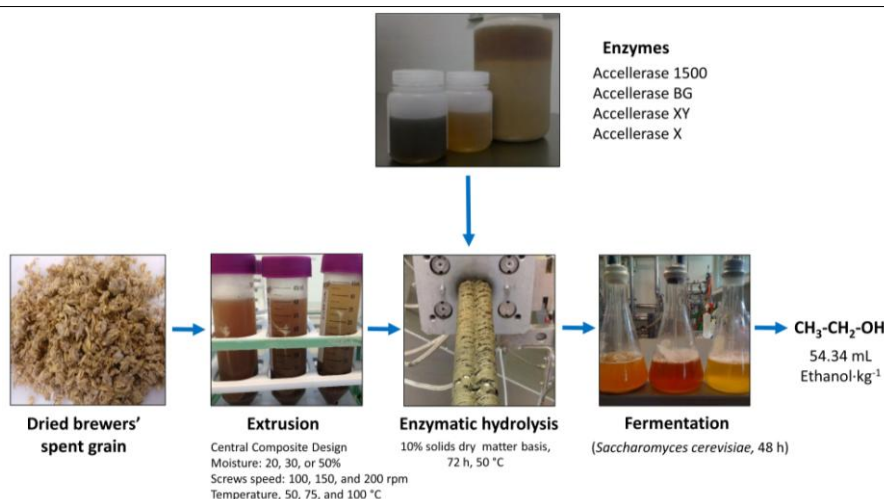 Enzymes
Accellerase 1500
Accellerase BG
Accellerase XY
Accellerase X
Dried brewers’
spent grain
Extrusion
Central Composite Design
Moisture: 20, 30, or 50%
Screws speed: 100, 150, and 200 rpm
Temperature, 50, 75, and 100 °C
Enzymatic hydrolysis
10% solids dry matter basis,
72 h, 50 °C
Fermentation
(Saccharomyces cerevisiae, 48 h)
CH₃-CH₂-OH
54.34 mL
Ethanol·kg⁻¹